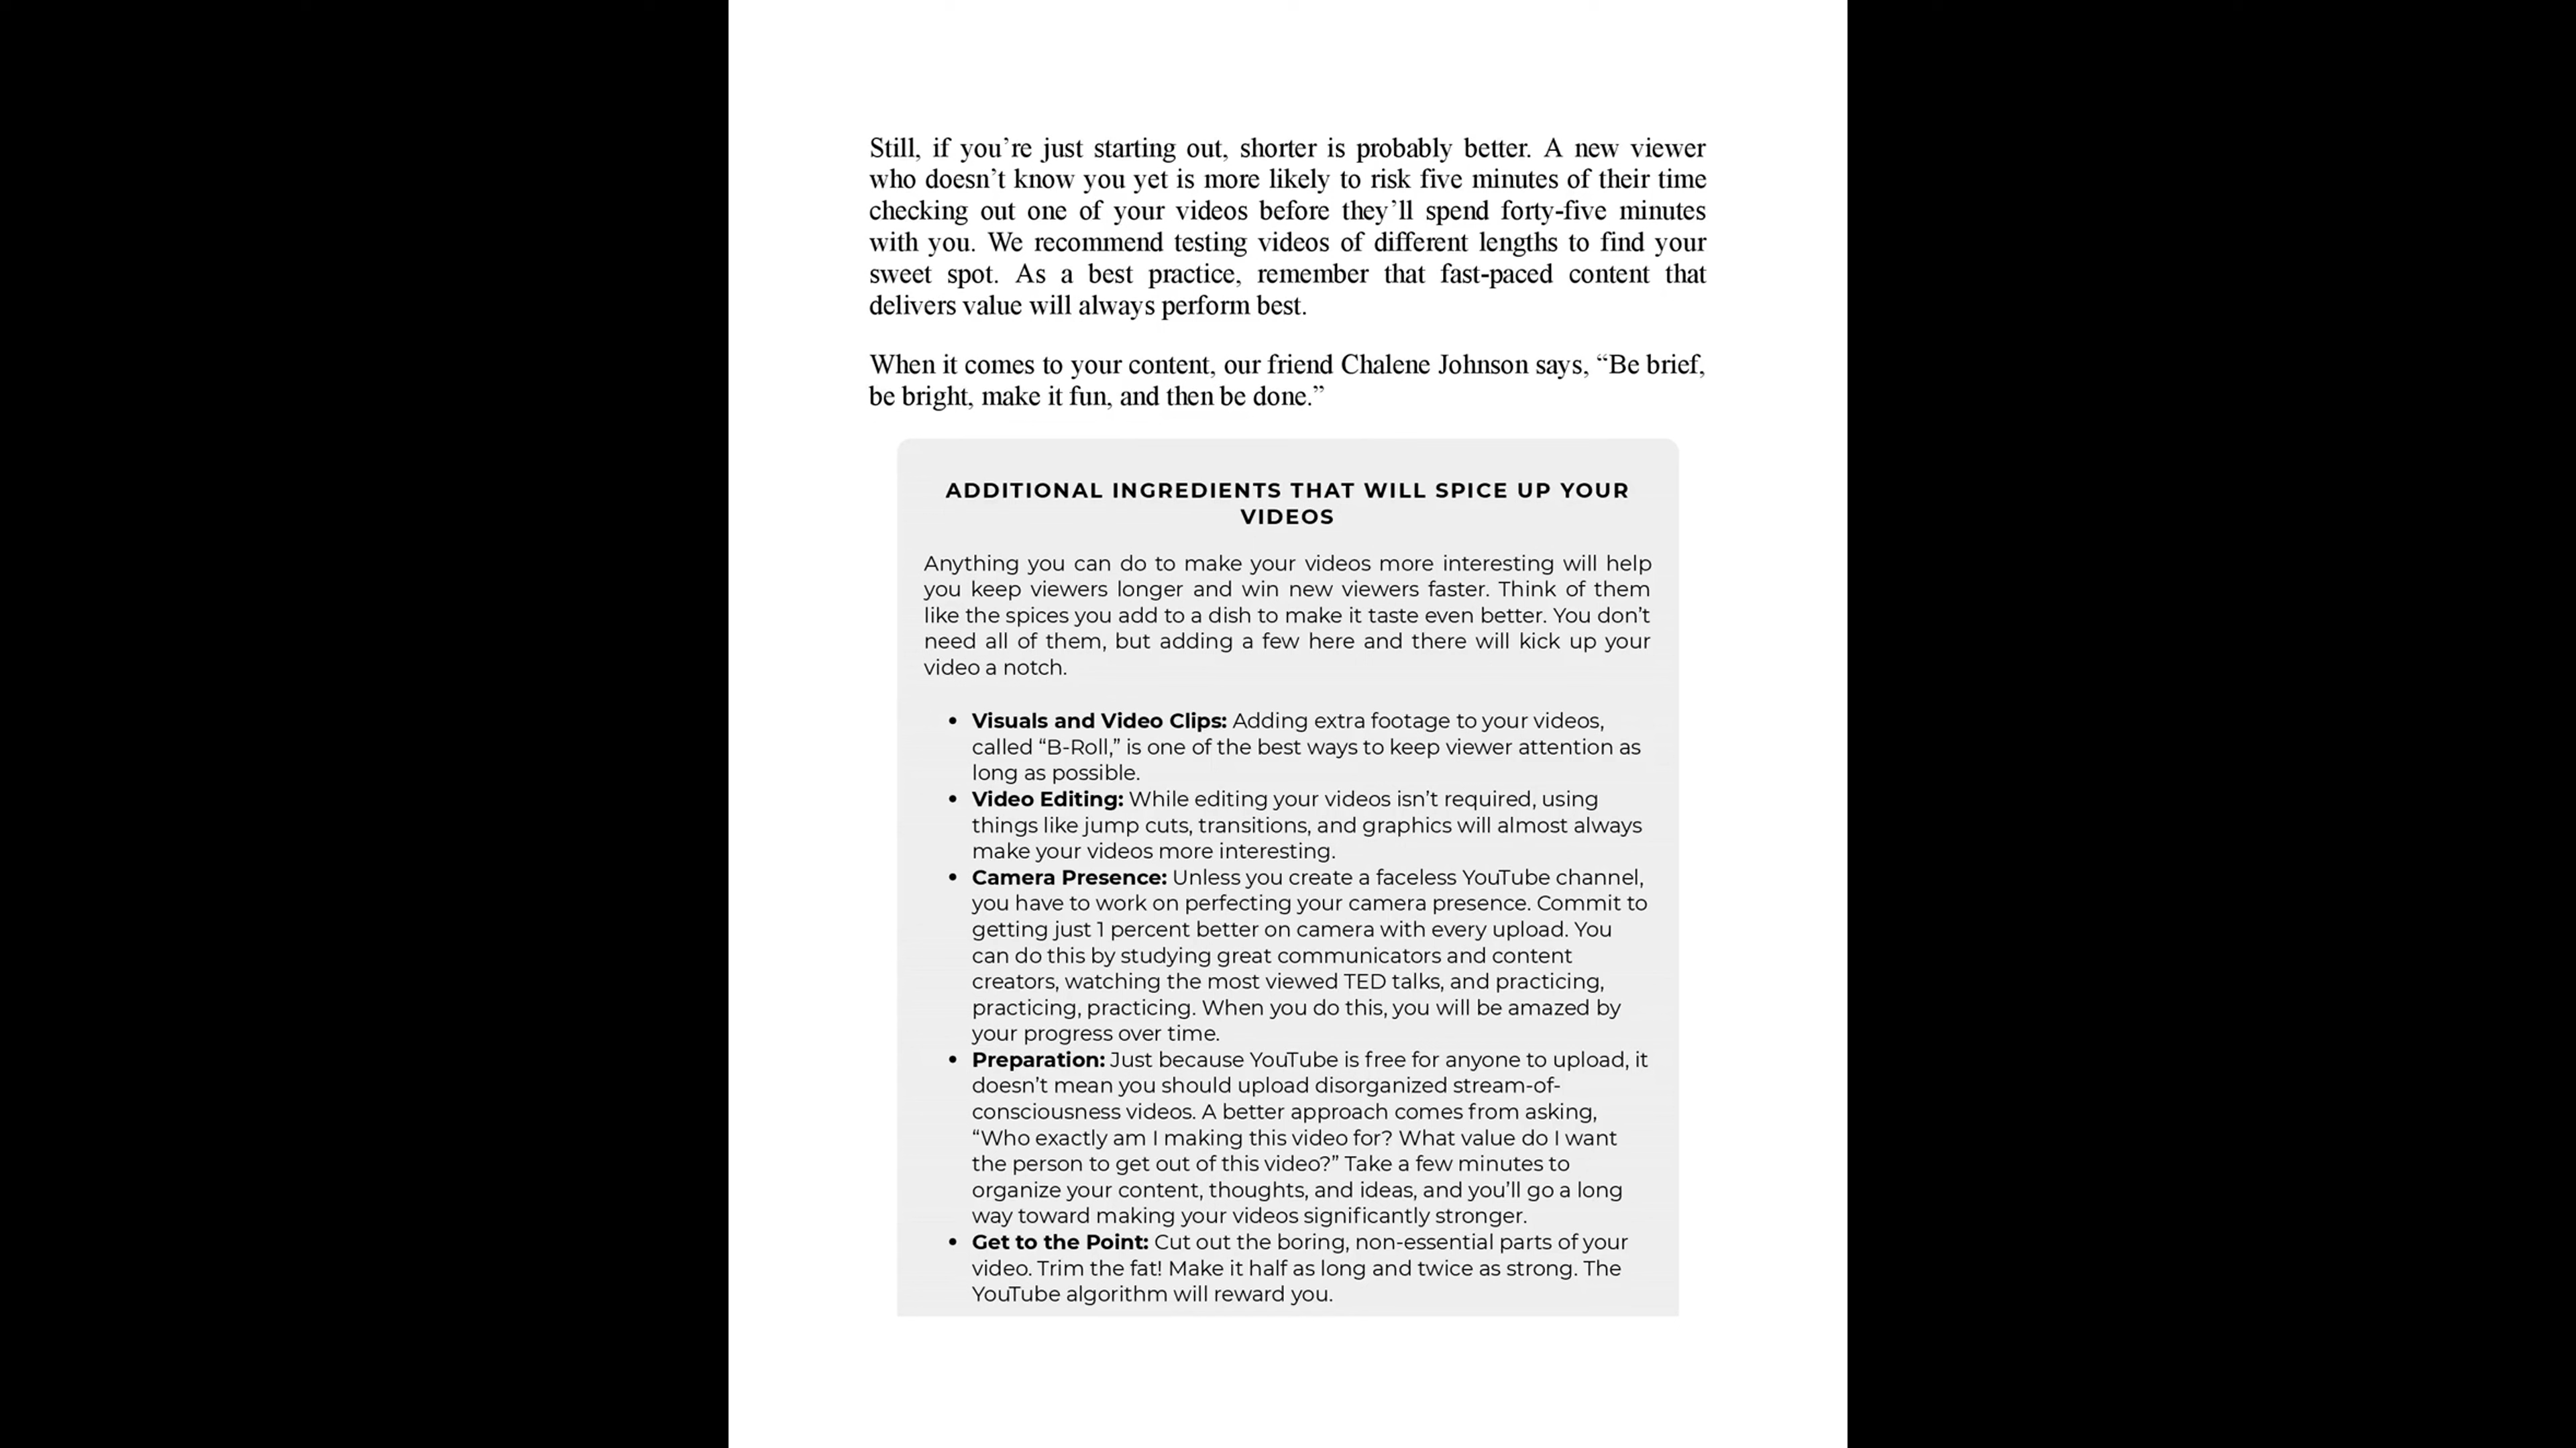 Still, if you’re just starting out, shorter is probably better. A new viewer
who doesn’t know you yet is more likely to risk five minutes of their time
checking out one of your videos before they’ll spend forty-five minutes
with you. We recommend testing videos of different lengths to find your
sweet spot. As a best practice, remember that fast-paced content that
delivers value will always perform best.
When it comes to your content, our friend Chalene Johnson says, “Be brief,
be bright, make it fun, and then be done.”
ADDITIONAL INGREDIENTS THAT WILL SPICE UP YOUR
VIDEOS
Anything you can do to make your videos more interesting will help
you keep viewers longer and win new viewers faster. Think of them
like the spices you add to a dish to make it taste even better. You don’t
need all of them, but adding a few here and there will kick up your
video a notch.
• Visuals and Video Clips: Adding extra footage to your videos,
called “B-Roll,” is one of the best ways to keep viewer attention as
long as possible.
• Video Editing: While editing your videos isn’t required, using
things like jump cuts, transitions, and graphics will almost always
make your videos more interesting.
• Camera Presence: Unless you create a faceless YouTube channel,
you have to work on perfecting your camera presence. Commit to
getting just 1 percent better on camera with every upload. You
can do this by studying great communicators and content
creators, watching the most viewed TED talks, and practicing,
practicing, practicing. When you do this, you will be amazed by
your progress over time.
• Preparation: Just because YouTube is free for anyone to upload, it
doesn’t mean you should upload disorganized stream-of-
consciousness videos. A better approach comes from asking,
“Who exactly am I making this video for? What value do I want
the person to get out of this video?” Take a few minutes to
organize your content, thoughts, and ideas, and you’ll go a long
way toward making your videos significantly stronger.
• Get to the Point: Cut out the boring, non-essential parts of your
video. Trim the fat! Make it half as long and twice as strong. The
YouTube algorithm will reward you.